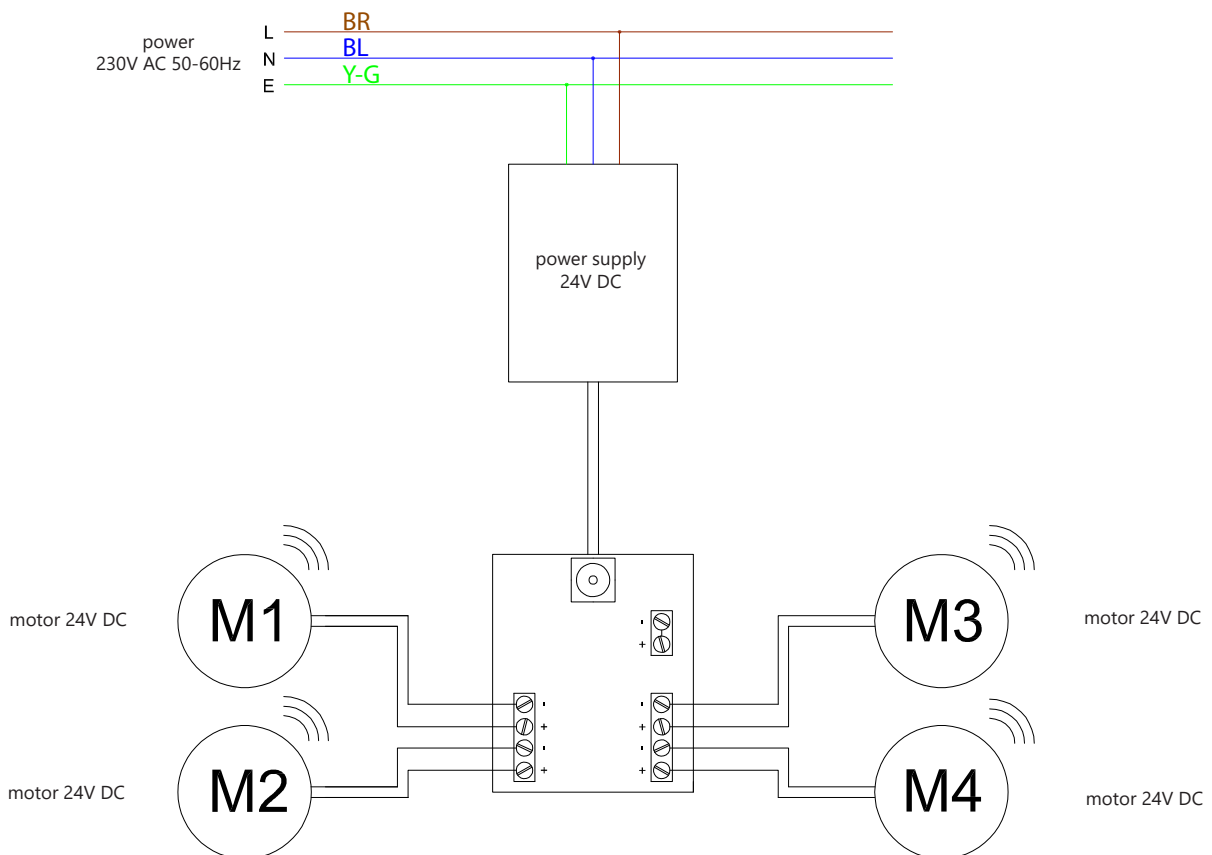 L
BR
power
230V AC 50-60Hz
N
BL
E
Y-G
power supply
24V DC
motor 24V DC
M1
M3
motor 24V DC
-
+
-
+
-
+
-
+
-
+
motor 24V DC
M2
M4
motor 24V DC